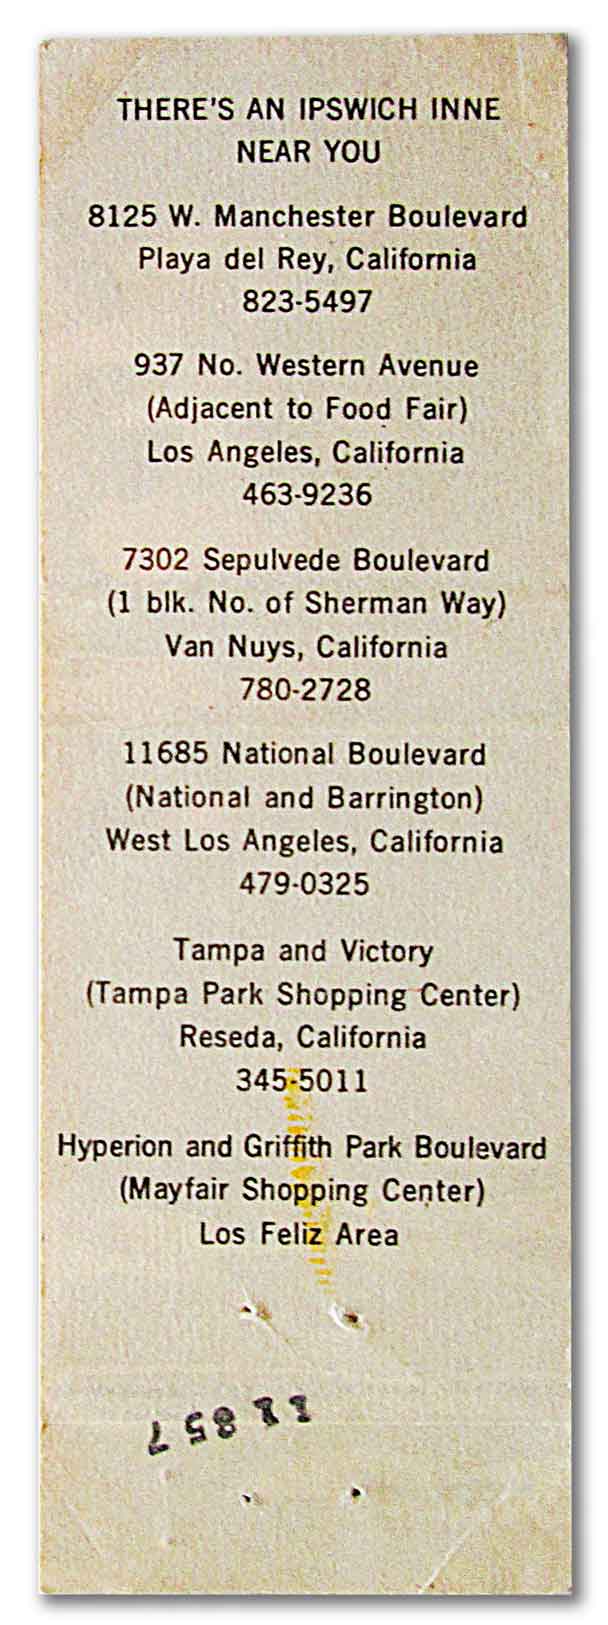 THERE'S AN IPSWICH INNE
NEAR YOU
8125 W. Manchester Boulevard
Playa del Rey, California
823-5497
937 No. Western Avenue
(Adjacent to Food Fair)
Los Angeles, California
463-9236
7302 Sepulvede Boulevard
(1 blk. No. of Sherman Way)
Van Nuys, California
780-2728
11685 National Boulevard
(National and Barrington)
West Los Angeles, California
479-0325
Tampa and Victory
(Tampa Park Shopping Center)
Reseda, California
345-5011
Hyperion and Griffith Park Boulevard
(Mayfair Shopping Center)
Los Feliz Area